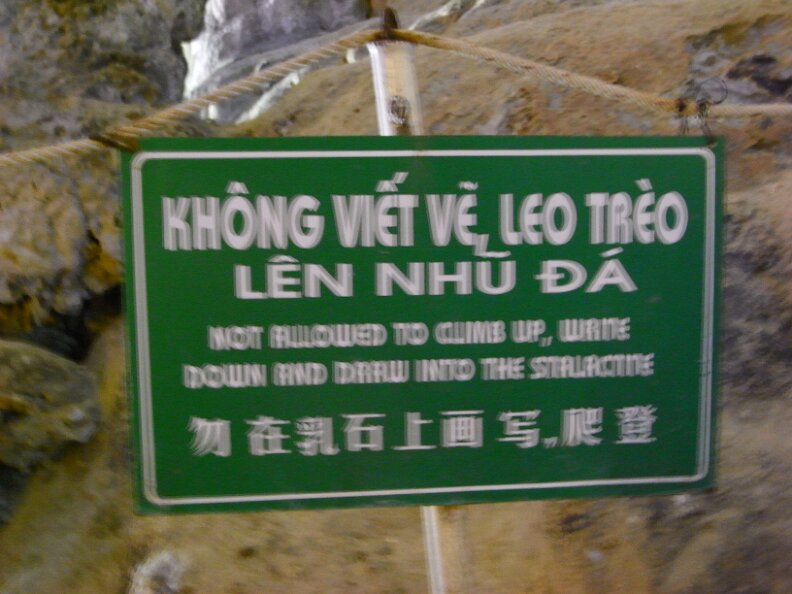 KHÔNG VIẾT VẼ, LEO TRÈO
LÊN NHŨ ĐÁ
NOT ALLOWED TO CLIMB UP, WRITE
DOWN AND DRAW INTO THE STALACTITE
勿在乳石上画写,爬登